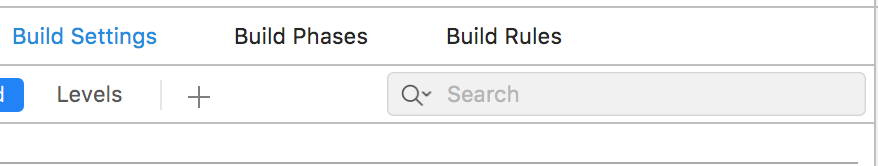 Build Settings Build Phases Build Rules
Levels Search